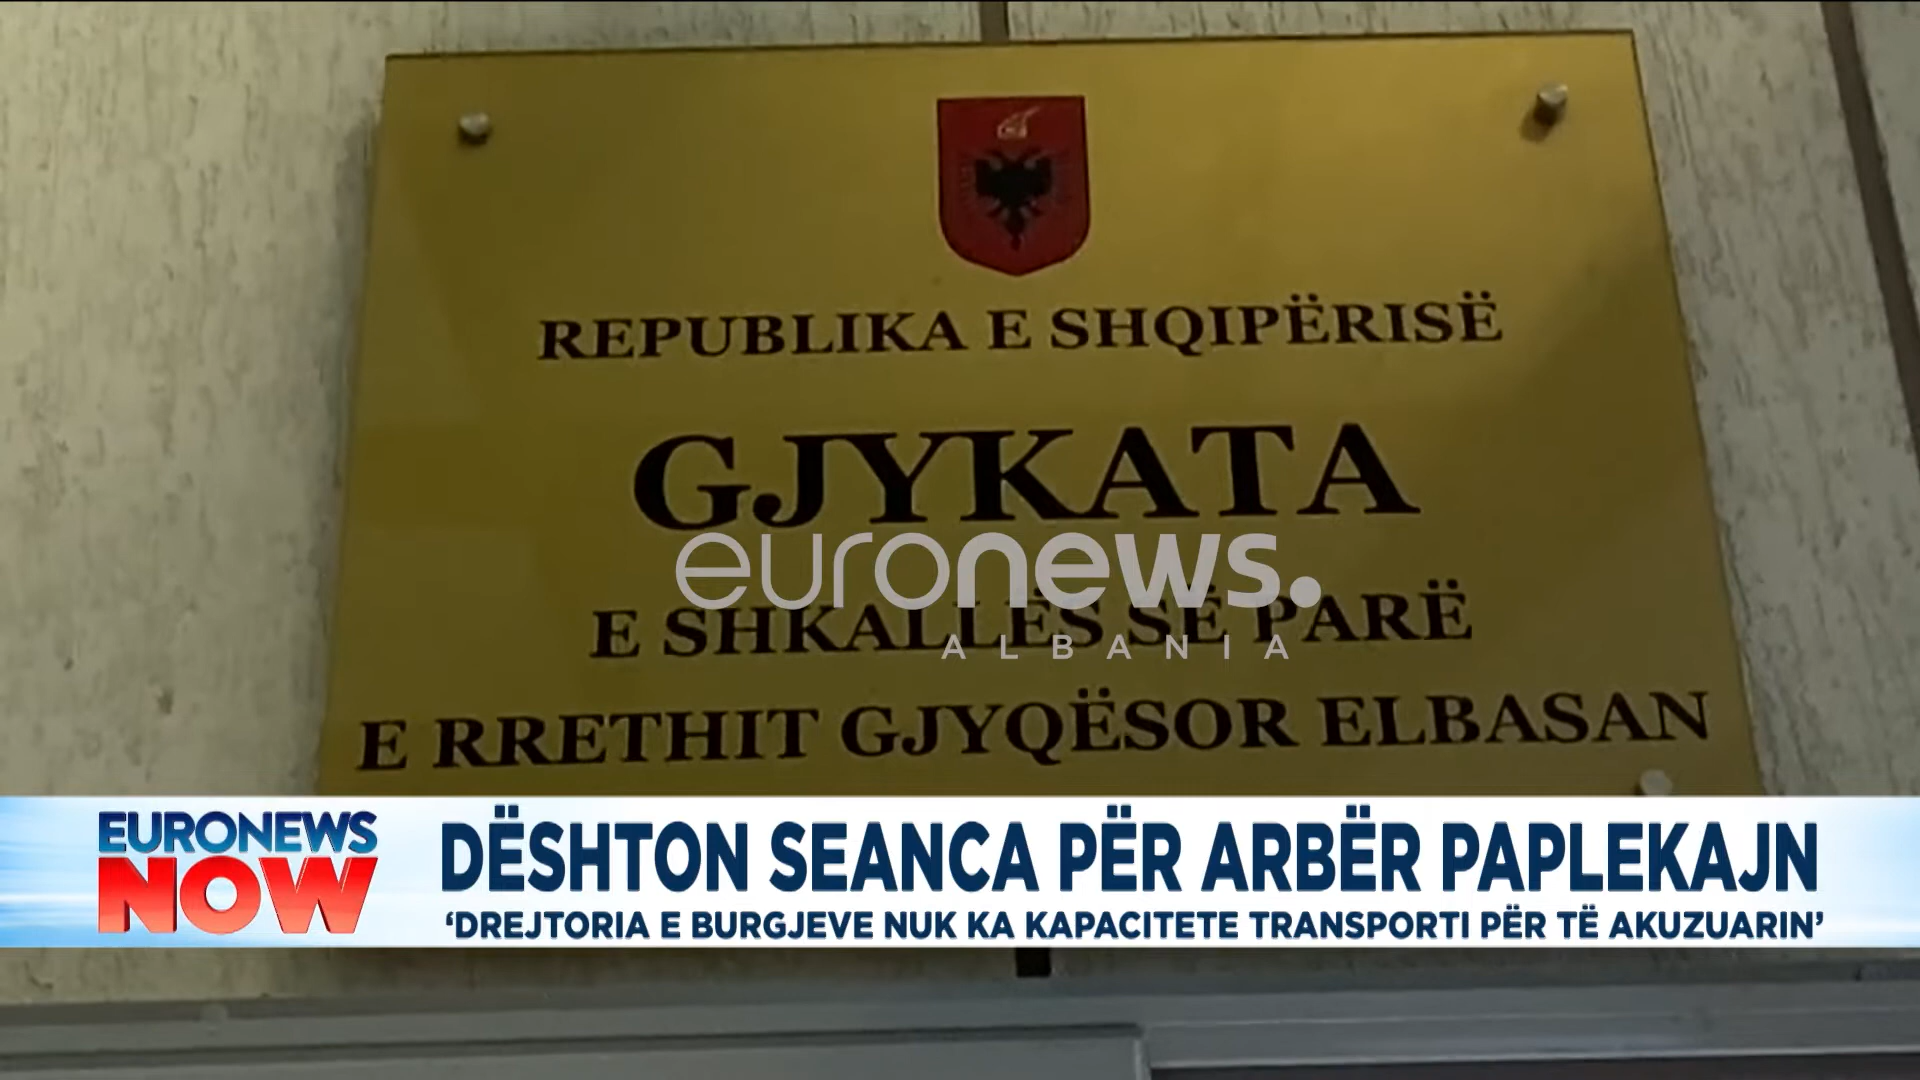 REPUBLIKA E SHQIPËRISË
GJYKATA
euronews.
E SHKALLËS SË PARË
ALBANIA
E RRETHIT GJYQËSOR ELBASAN
EURONEWS
NOW
DËSHTON SEANCA PËR ARBËR PAPLEKAJN
‘DREJTORIA E BURGJEVE NUK KA KAPACITETE TRANSPORTI PËR TË AKUZUARIN’